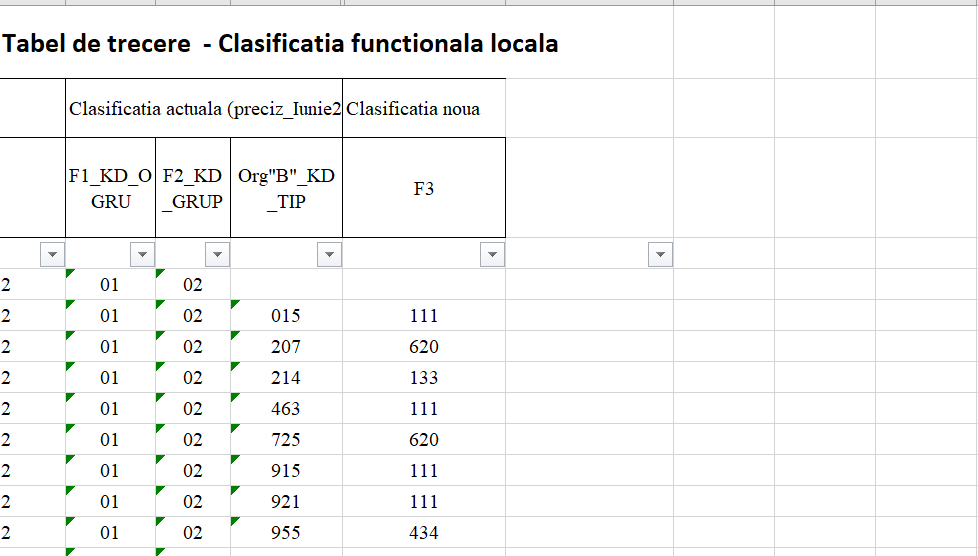 Tabel de trecere - Clasificatia functionala locala
Clasificatia actuala (preciz_Iunie2 Clasificatia noua
F1_KD_O
GRU
F2_KD
_GRUP
Org"B"_KD
_TIP
F3
2 01 02
2 01 02 015 111
2 01 02 207 620
2 01 02 214 133
2 01 02 463 111
2 01 02 725 620
2 01 02 915 111
2 01 02 921 111
2 01 02 955 434